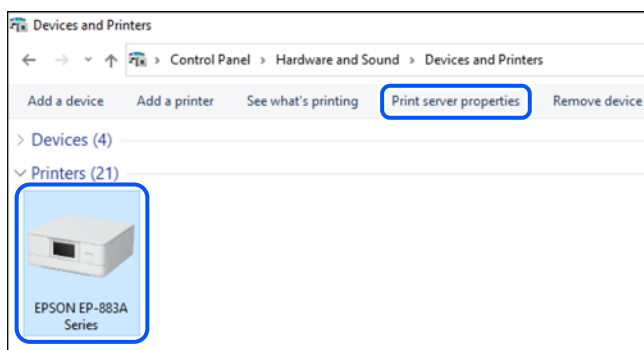 Devices and Printers
Control Panel > Hardware and Sound > Devices and Printers
Add a device Add a printer See what's printing Print server properties Remove device
Devices (4)
Printers (21)
EPSON EP-883A
Series